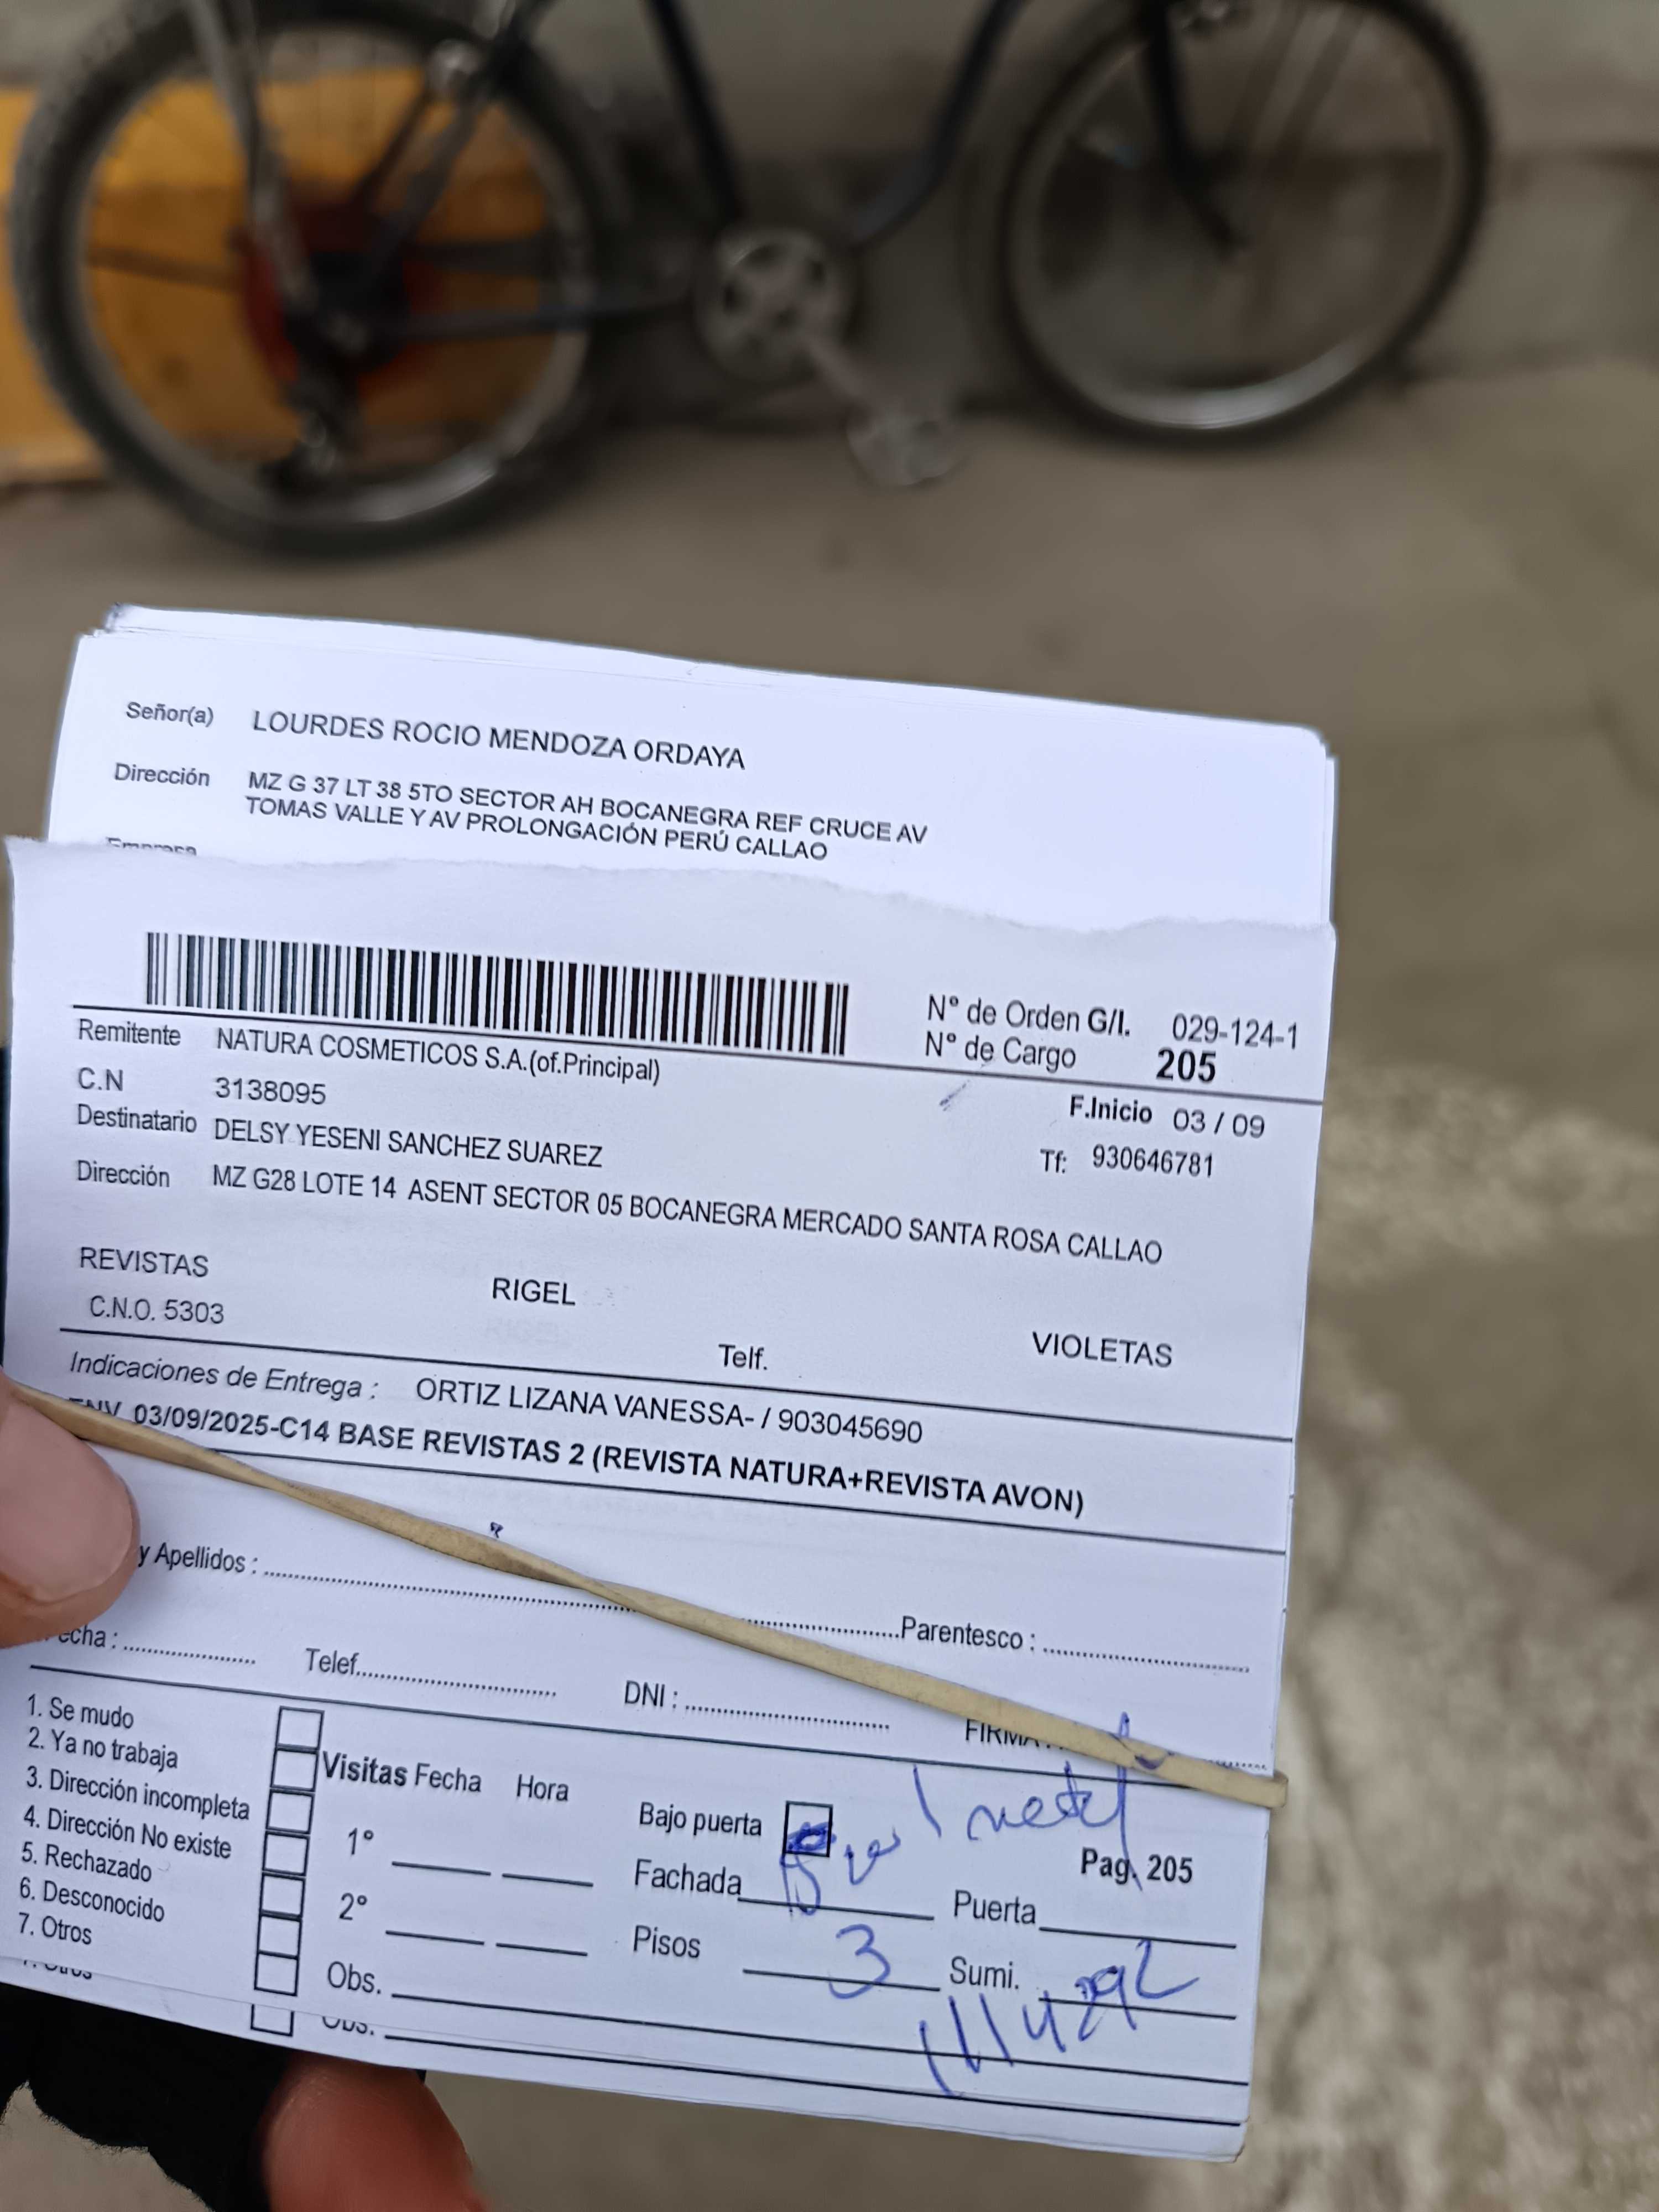 Señor(a) LOURDES ROCIO MENDOZA ORDAYA
Dirección MZ G 37 LT 38 5TO SECTOR AH BOCANEGRA REF CRUCE AV
TOMAS VALLE Y AV PROLONGACIÓN PERÚ CALLAO
Empresa
N° de Orden G/I. 029-124-1
N° de Cargo 205
Remitente NATURA COSMETICOS S.A.(of.Principal)
C.N 3138095
F.Inicio 03 / 09
Destinatario DELSY YESENI SANCHEZ SUAREZ
Tf: 930646781
Dirección MZ G28 LOTE 14 ASENT SECTOR 05 BOCANEGRA MERCADO SANTA ROSA CALLAO
REVISTAS RIGEL VIOLETAS
C.N.O. 5303 Telf.
Indicaciones de Entrega : ORTIZ LIZANA VANESSA- / 903045690
ENV 03/09/2025-C14 BASE REVISTAS 2 (REVISTA NATURA+REVISTA AVON)
y Apellidos : Parentesco :
echa : Telef. DNI : FIRMA
1. Se mudo
2. Ya no trabaja
3. Dirección incompleta
4. Dirección No existe
5. Rechazado
6. Desconocido
7. Otros
Visitas Fecha Hora
1°
2°
Obs.
Bajo puerta
Pag. 205
Fachada Puerta
Pisos 3 Sumi.
7. Otros
Obs.